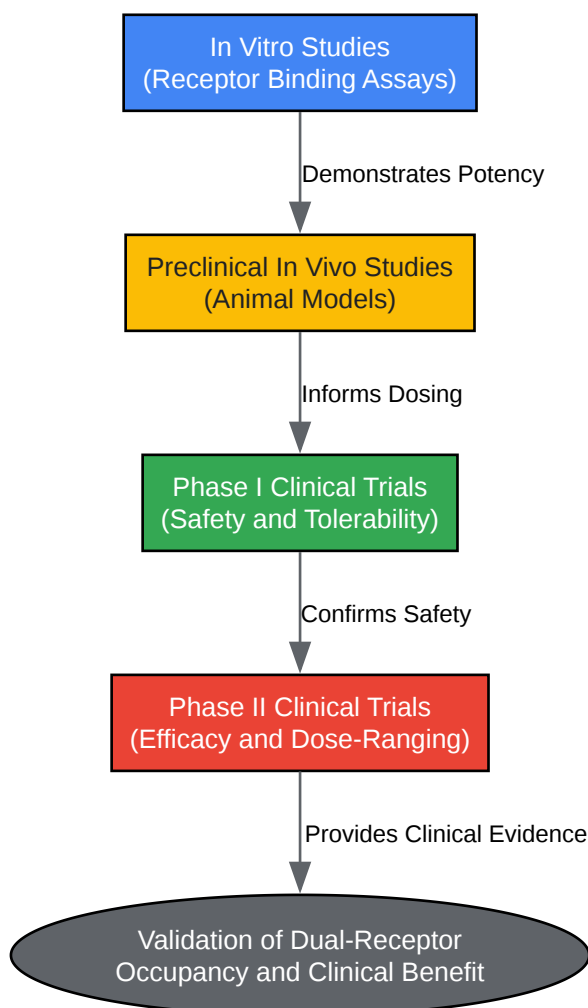 In Vitro Studies
(Receptor Binding Assays)
Demonstrates Potency
Preclinical In Vivo Studies
(Animal Models)
Informs Dosing
Phase I Clinical Trials
(Safety and Tolerability)
Confirms Safety
Phase II Clinical Trials
(Efficacy and Dose-Ranging)
Provides Clinical Evidence
Validation of Dual-Receptor
Occupancy and Clinical Benefit